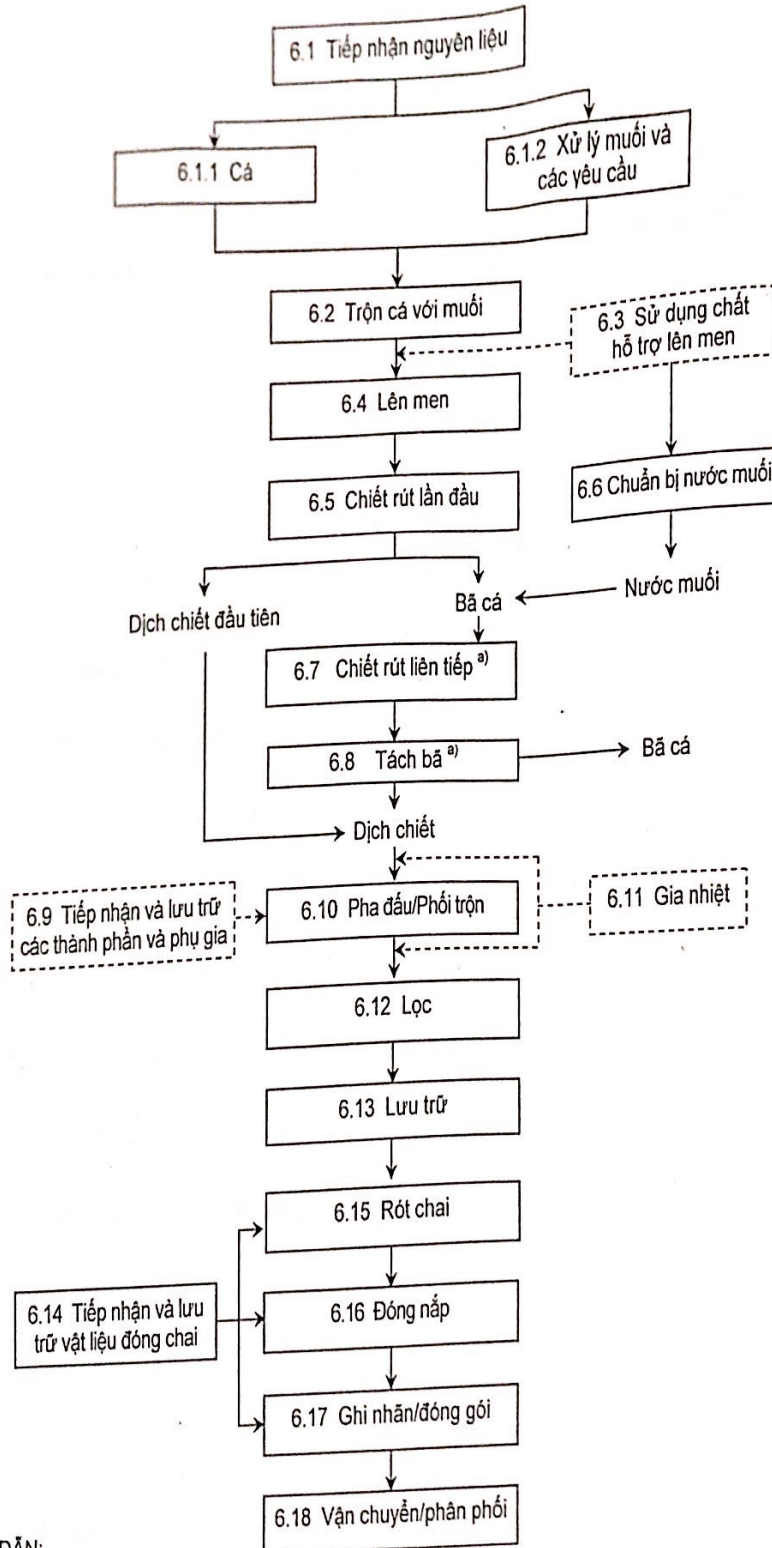 6.1 Tiếp nhận nguyên liệu
6.1.1 Cá
6.1.2 Xử lý muối và
các yêu cầu
6.2 Trộn cá với muối
6.3 Sử dụng chất
hỗ trợ lên men
6.4 Lên men
6.5 Chiết rút lần đầu
6.6 Chuẩn bị nước muối
Dịch chiết đầu tiên
Bã cá
Nước muối
6.7 Chiết rút liên tiếp a)
6.8 Tách bã a)
Bã cá
Dịch chiết
6.9 Tiếp nhận và lưu trữ
các thành phần và phụ gia
6.10 Pha đấu/Phối trộn
6.11 Gia nhiệt
6.12 Lọc
6.13 Lưu trữ
6.15 Rót chai
6.14 Tiếp nhận và lưu
trữ vật liệu đóng chai
6.16 Đóng nắp
6.17 Ghi nhãn/đóng gói
6.18 Vận chuyển/phân phối